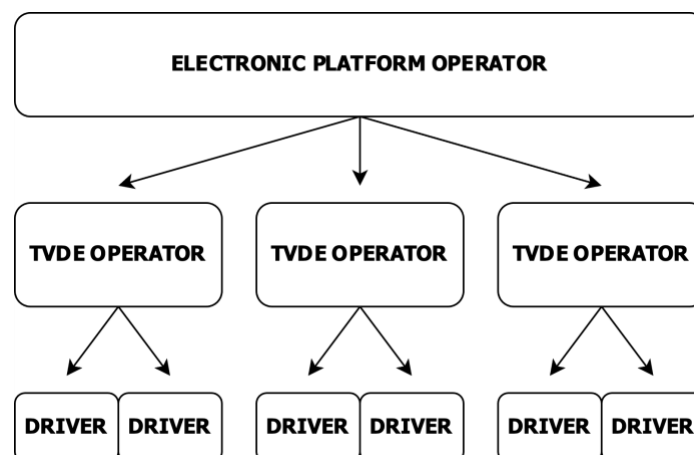 ELECTRONIC PLATFORM OPERATOR
TVDE OPERATOR TVDE OPERATOR TVDE OPERATOR
DRIVER DRIVER DRIVER DRIVER DRIVER DRIVER